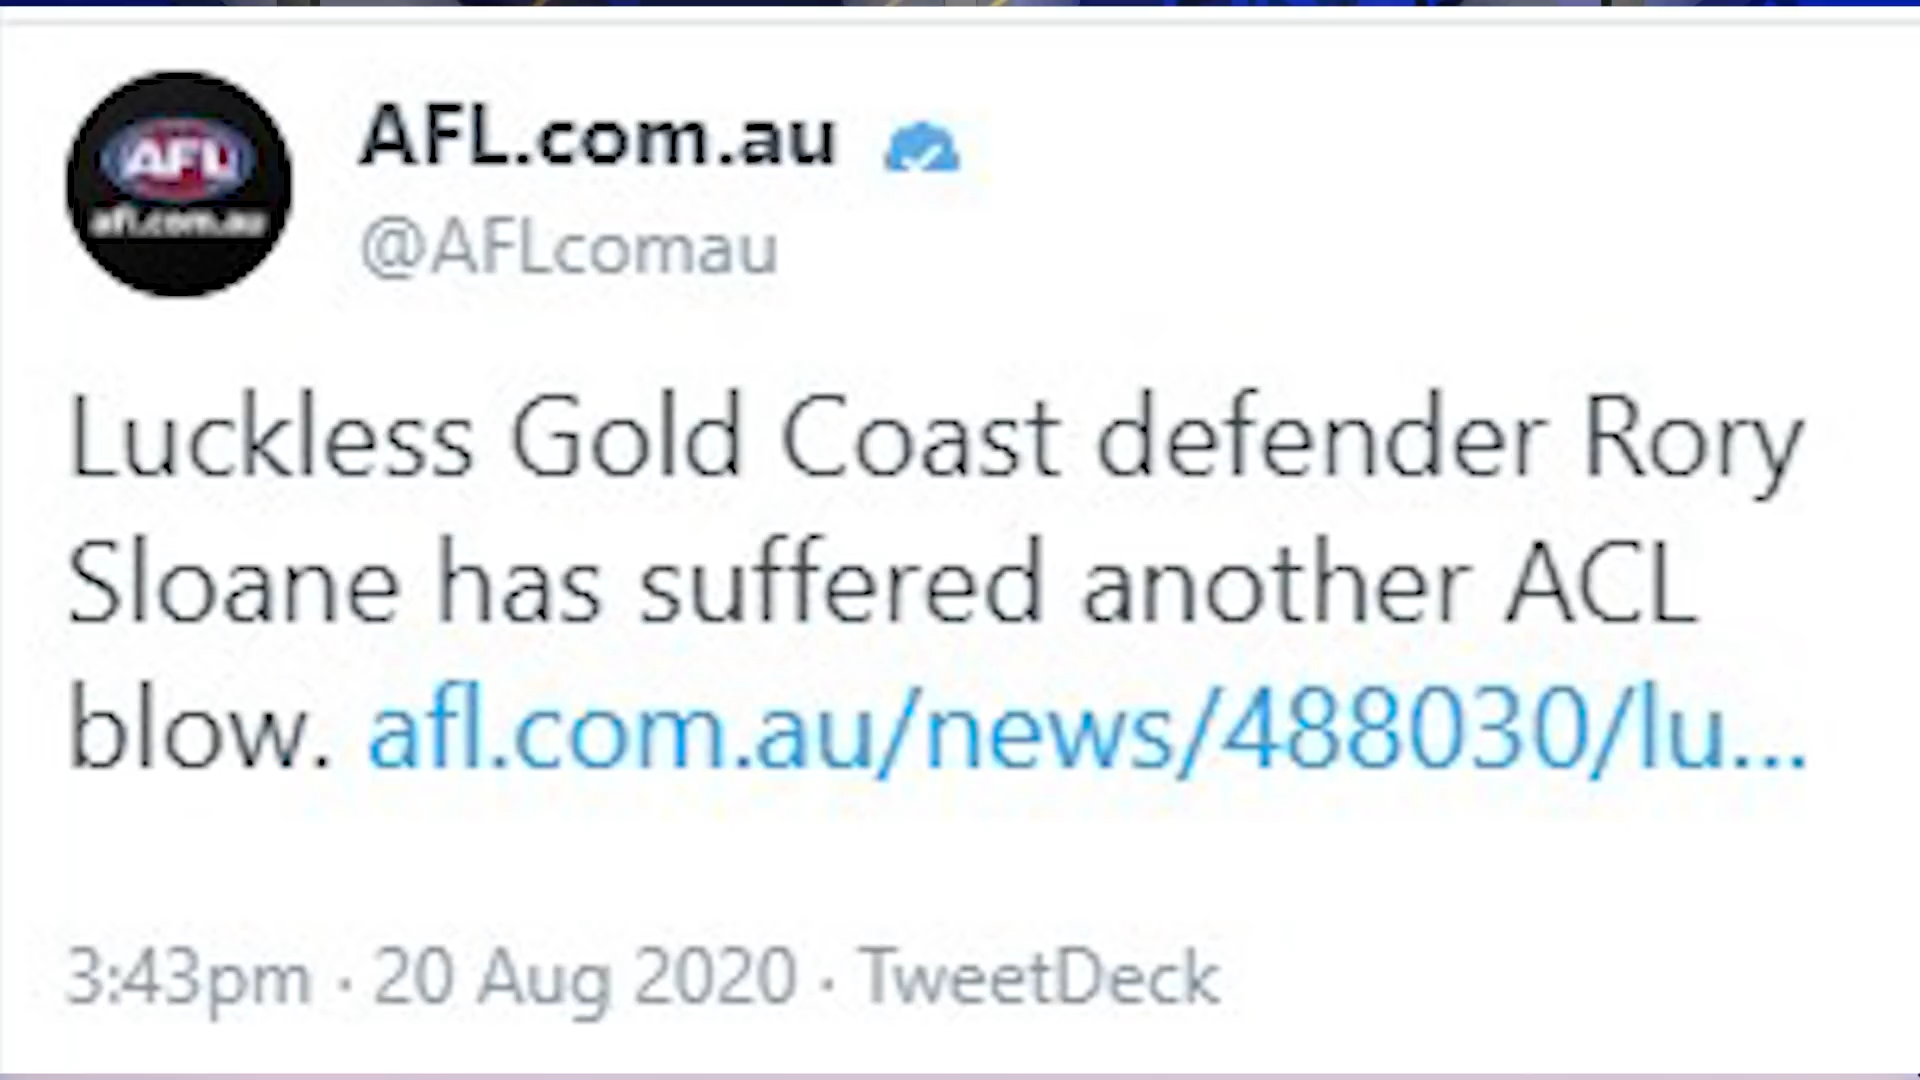 AFL
afl.com.au
AFL.com.au
@AFLcomau
Luckless Gold Coast defender Rory
Sloane has suffered another ACL
blow. afl.com.au/news/488030/lu...
3:43pm · 20 Aug 2020 · TweetDeck